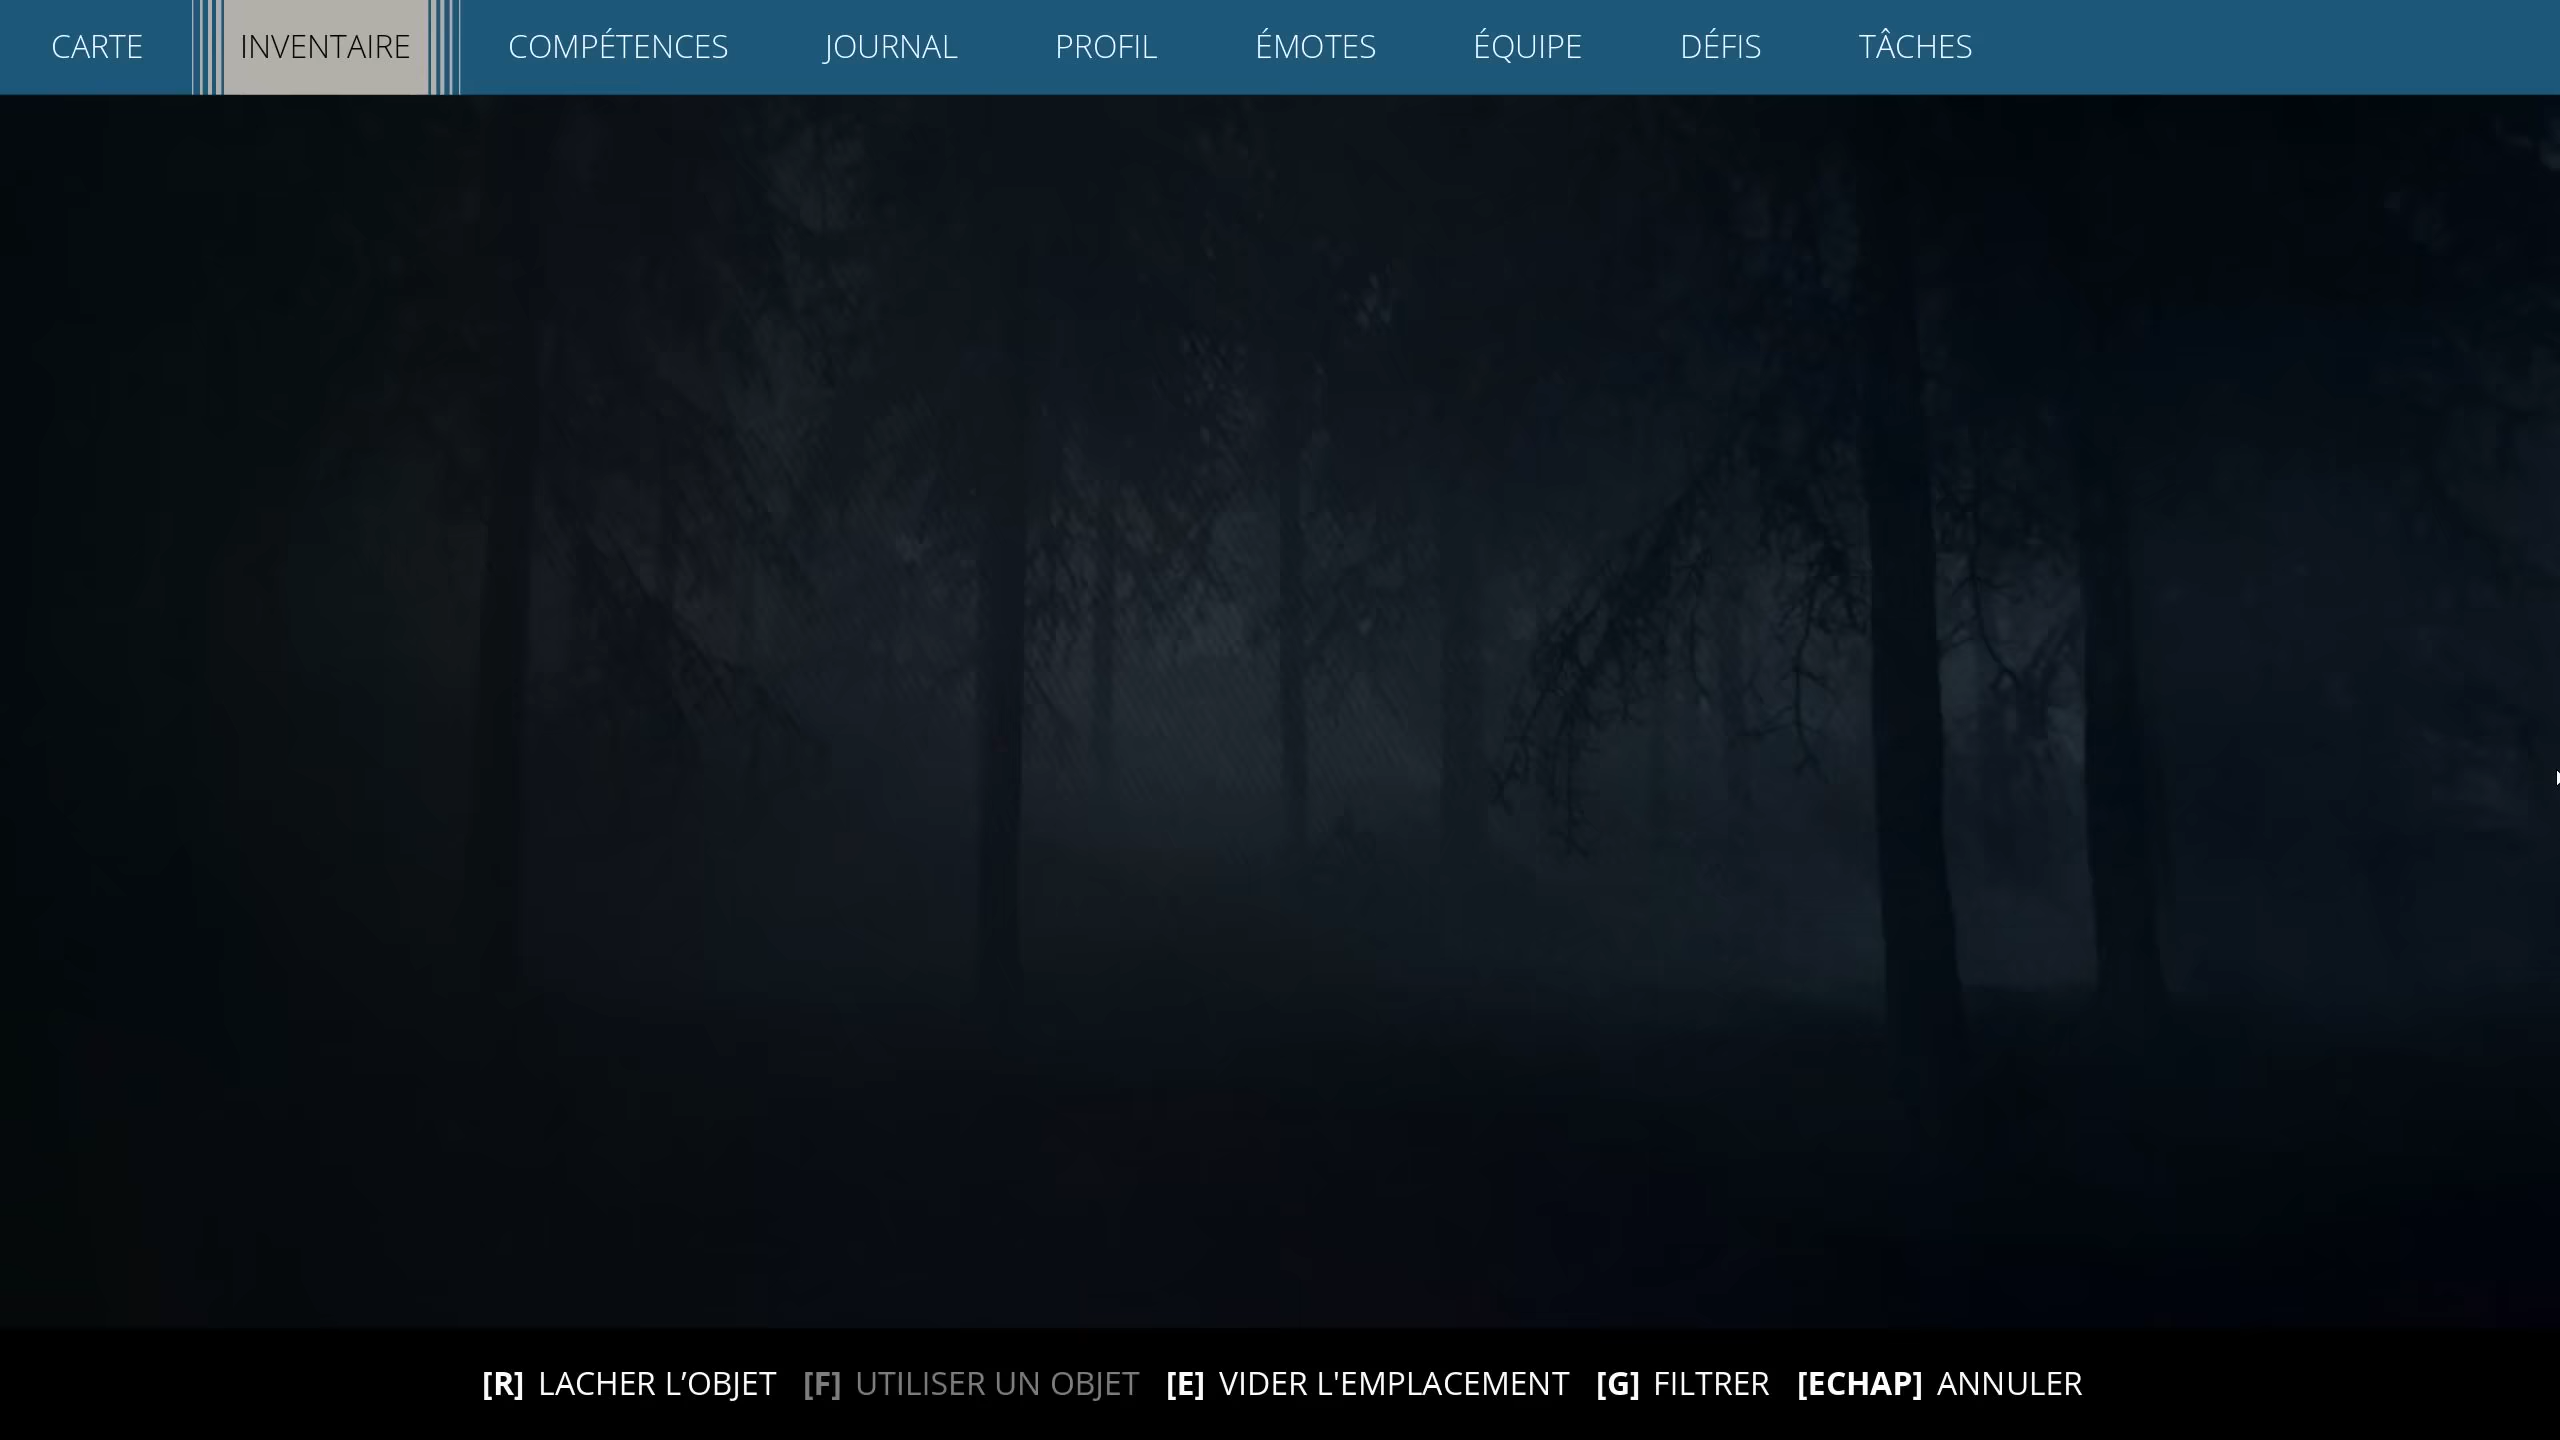 CARTE INVENTAIRE COMPÉTENCES JOURNAL PROFIL ÉMOTES ÉQUIPE DÉFIS TÂCHES
[R] LACHER L’OBJET [F] UTILISER UN OBJET [E] VIDER L'EMPLACEMENT [G] FILTRER [ECHAP] ANNULER